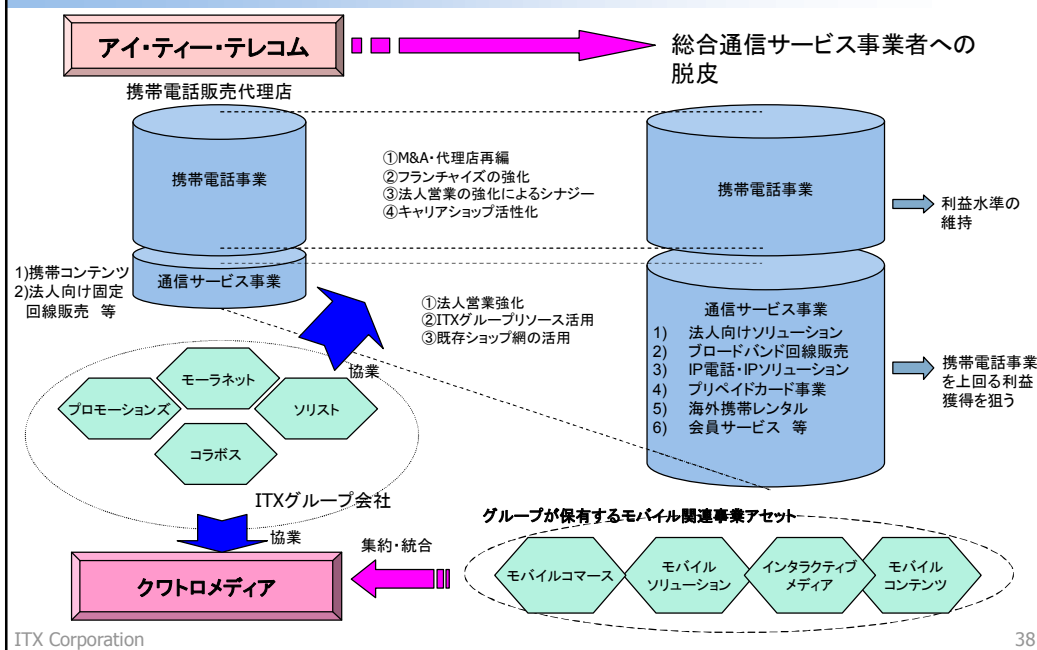 アイ・ティー・テレコム
総合通信サービス事業者への
脱皮
携帯電話販売代理店
携帯電話事業
①M&A・代理店再編
②フランチャイズの強化
③法人営業の強化によるシナジー
④キャリアショップ活性化
携帯電話事業
利益水準の
維持
1)携帯コンテンツ
2)法人向け固定
回線販売 等
通信サービス事業
①法人営業強化
②ITXグループリソース活用
③既存ショップ網の活用
通信サービス事業
1) 法人向けソリューション
2) ブロードバンド回線販売
3) IP電話・IPソリューション
4) プリペイドカード事業
5) 海外携帯レンタル
6) 会員サービス 等
携帯電話事業
を上回る利益
獲得を狙う
協業
モーラネット
プロモーションズ
ソリスト
コラボス
ITXグループ会社
協業
集約・統合
クワトロメディア
グループが保有するモバイル関連事業アセット
モバイルコマース
モバイル
ソリューション
インタラクティブ
メディア
モバイル
コンテンツ
ITX Corporation
38